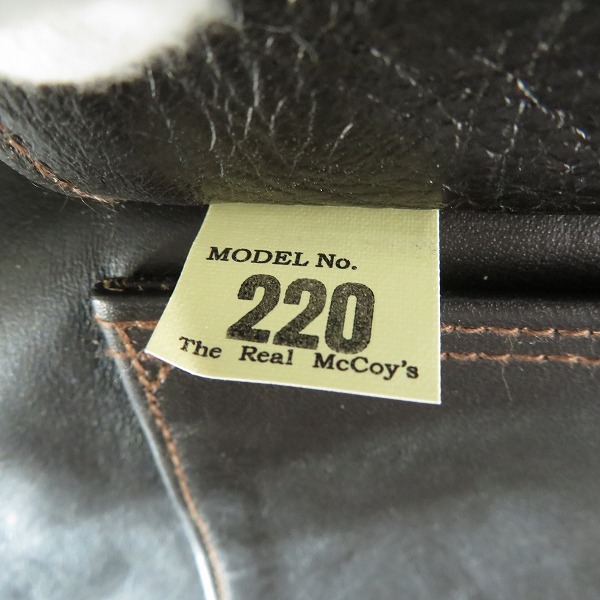 MODEL No.
220
The Real McCoy's